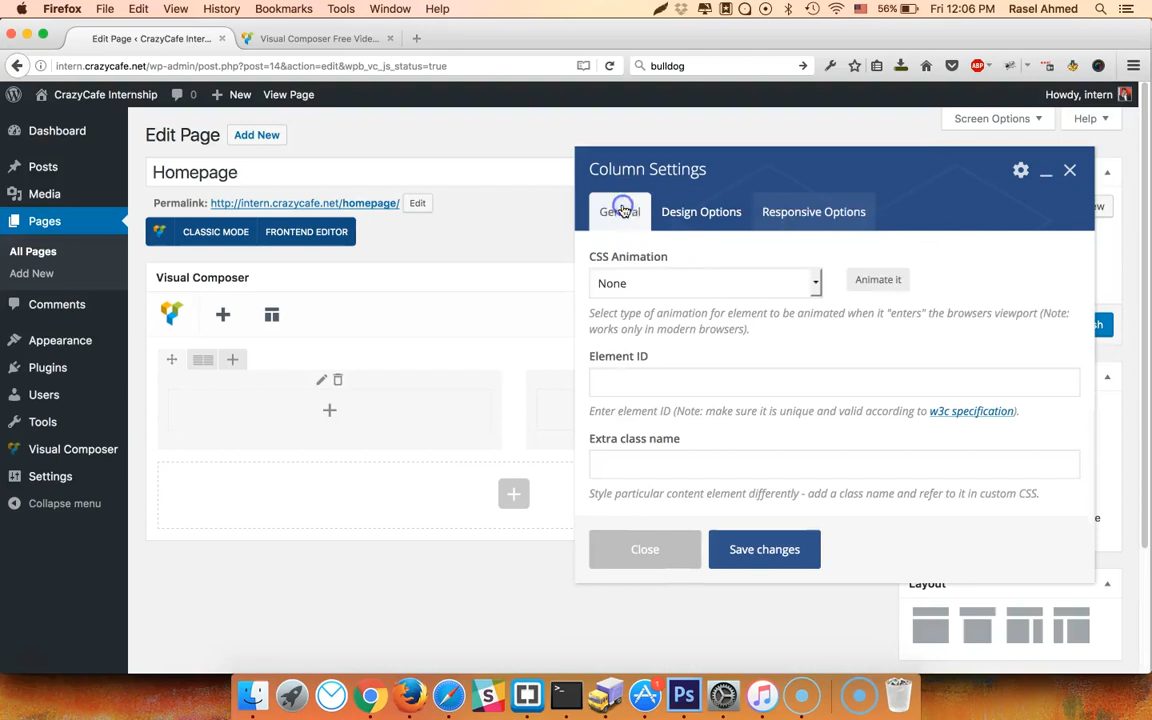 Firefox File Edit View History Bookmarks Tools Window Help 56% Fri 12:06 PM Rasel Ahmed
Edit Page ‹ CrazyCafe Inter... Visual Composer Free Vide...
intern.crazycafe.net/wp-admin/post.php?post=14&action=edit&wpb_vc_js_status=true
bulldog
CrazyCafe Internship 0 New View Page Howdy, intern
Dashboard
Posts
Media
Pages
All Pages
Add New
Comments
Appearance
Plugins
Users
Tools
Visual Composer
Settings
Collapse menu
Screen Options Help
Edit Page Add New
Homepage
Permalink: http://intern.crazycafe.net/homepage/ Edit
CLASSIC MODE FRONTEND EDITOR
Visual Composer
Column Settings
General Design Options Responsive Options
CSS Animation
None Animate it
Select type of animation for element to be animated when it "enters" the browsers viewport (Note:
works only in modern browsers).
Element ID
Enter element ID (Note: make sure it is unique and valid according to w3c specification).
Extra class name
Style particular content element differently - add a class name and refer to it in custom CSS.
Close Save changes
Layout
Ps
1